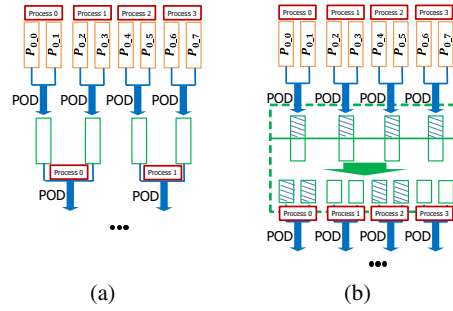 Process 0 Process 1 Process 2 Process 3
P_0_0 P_0_1 P_0_2 P_0_3 P_0_4 P_0_5 P_0_6 P_0_7
POD POD POD POD
Process 0 Process 1
POD POD
•••
(a)
Process 0 Process 1 Process 2 Process 3
P_0_0 P_0_1 P_0_2 P_0_3 P_0_4 P_0_5 P_0_6 P_0_7
POD POD POD POD
Process 0 Process 1 Process 2 Process 3
POD POD POD POD
•••
(b)